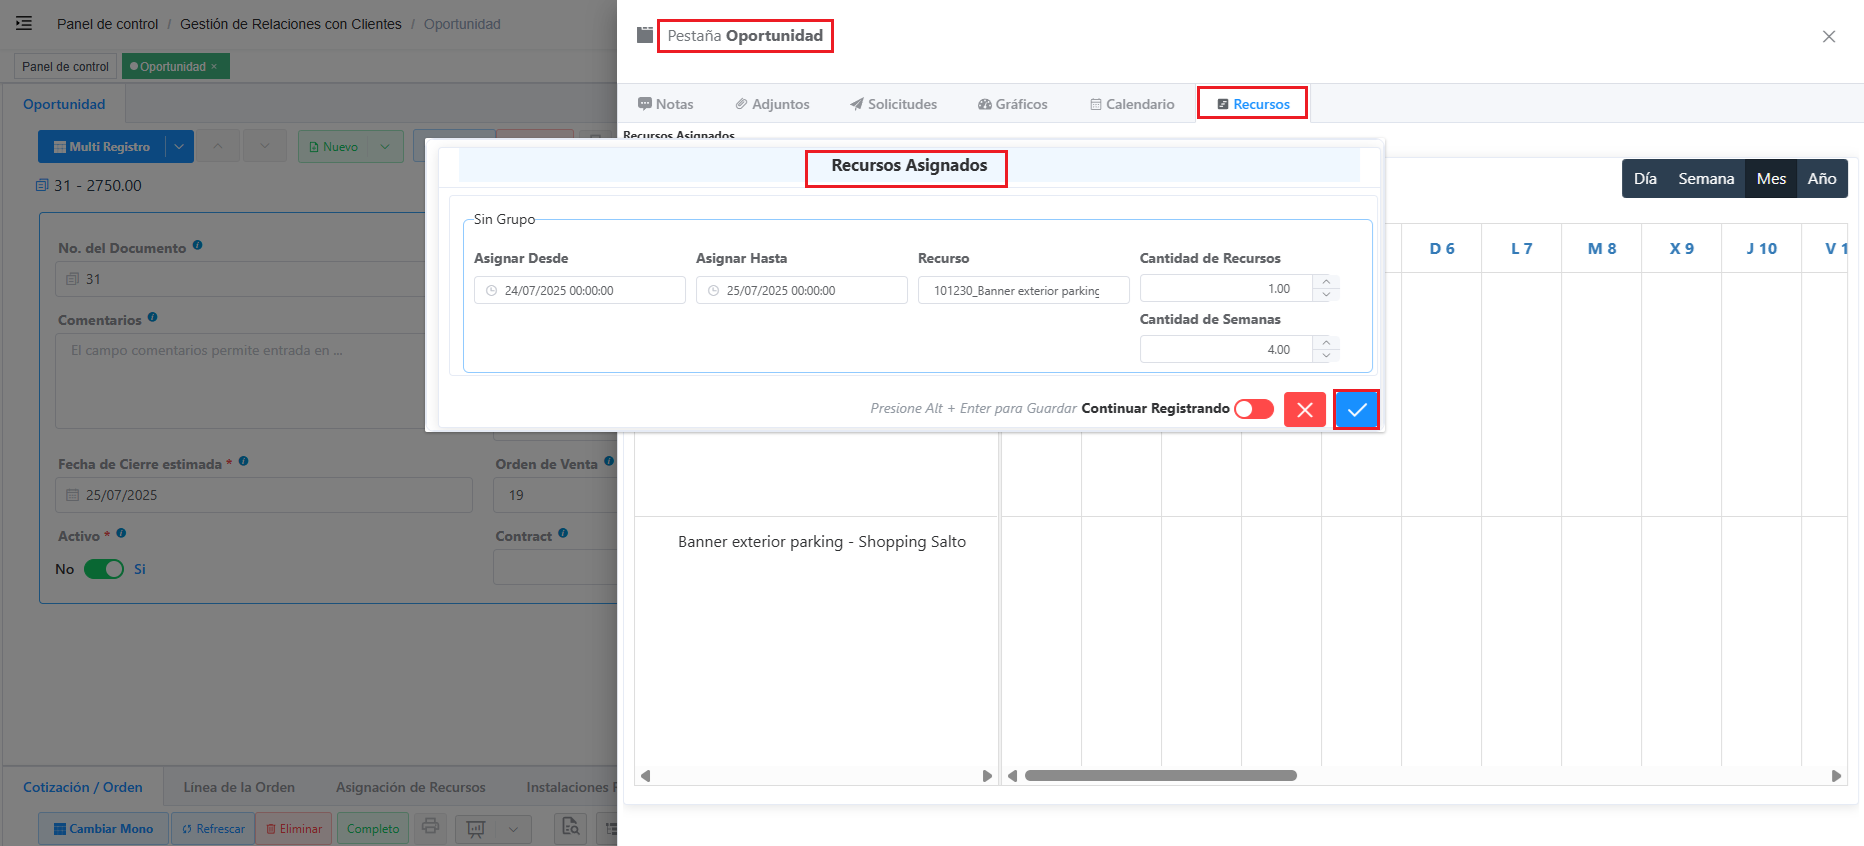 Panel de control / Gestión de Relaciones con Clientes / Oportunidad
Panel de control
Oportunidad ×
Oportunidad
Multi Registro
Nuevo
31 - 2750.00
No. del Documento
31
Comentarios
El campo comentarios permite entrada en ...
Fecha de Cierre estimada *
25/07/2025
Orden de Venta
19
Activo *
No
Si
Contract
Cotización / Orden
Línea de la Orden
Asignación de Recursos
Instalaciones
Cambiar Mono
Refrescar
Eliminar
Completo
Pestaña Oportunidad
Notas
Adjuntos
Solicitudes
Gráficos
Calendario
Recursos
Recursos Asignados
Día
Semana
Mes
Año
D 6
L 7
M 8
X 9
J 10
V 1
Banner exterior parking - Shopping Salto
Recursos Asignados
Sin Grupo
Asignar Desde
24/07/2025 00:00:00
Asignar Hasta
25/07/2025 00:00:00
Recurso
101230_Banner exterior parking
Cantidad de Recursos
1.00
Cantidad de Semanas
4.00
Presione Alt + Enter para Guardar
Continuar Registrando